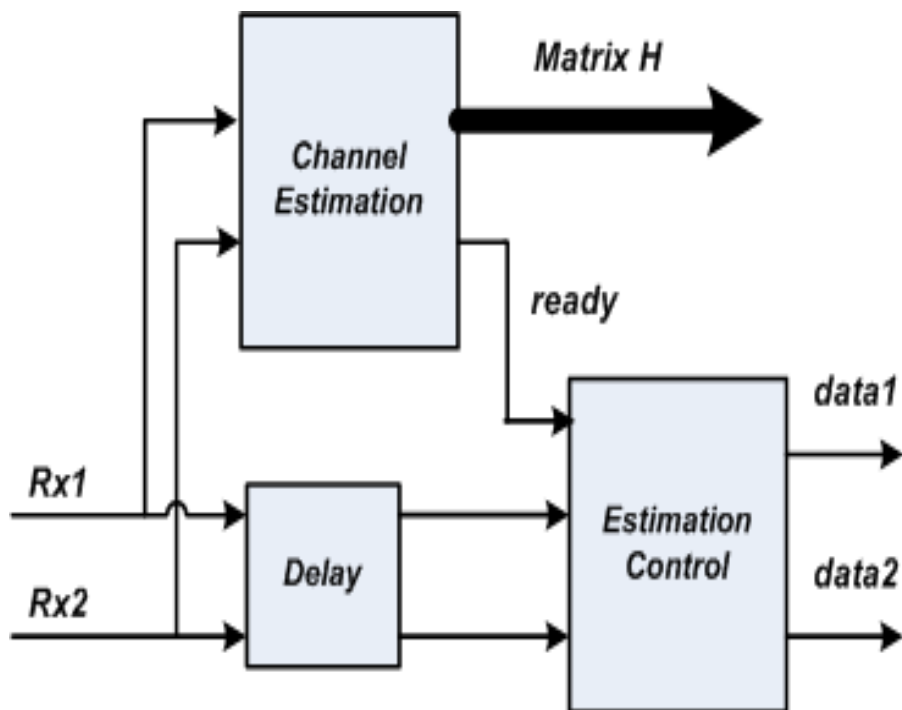 Matrix H
Channel
Estimation
ready
data1
Rx1
Estimation
Control
Delay
data2
Rx2